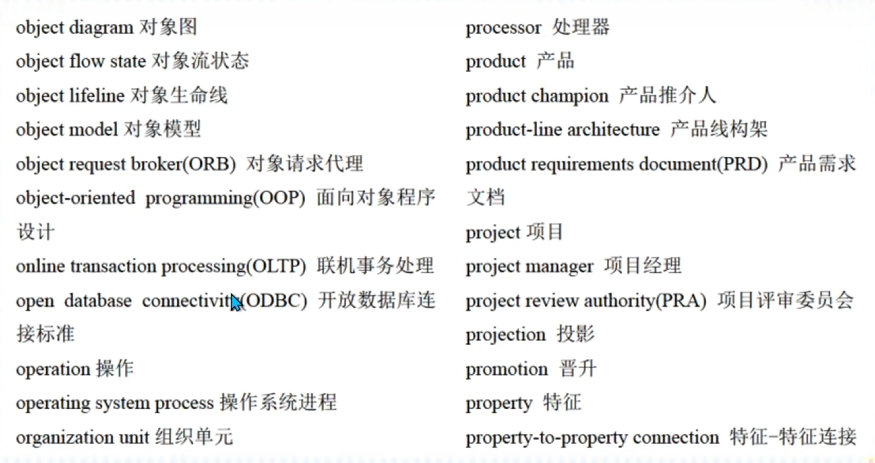 object diagram 对象图
object flow state 对象流状态
object lifeline 对象生命线
object model 对象模型
object request broker(ORB) 对象请求代理
object-oriented programming(OOP) 面向对象程序
设计
online transaction processing(OLTP) 联机事务处理
open database connectivity(ODBC) 开放数据库连
接标准
operation 操作
operating system process 操作系统进程
organization unit 组织单元
processor 处理器
product 产品
product champion 产品推介人
product-line architecture 产品线构架
product requirements document(PRD) 产品需求
文档
project 项目
project manager 项目经理
project review authority(PRA) 项目评审委员会
projection 投影
promotion 晋升
property 特征
property-to-property connection 特征-特征连接